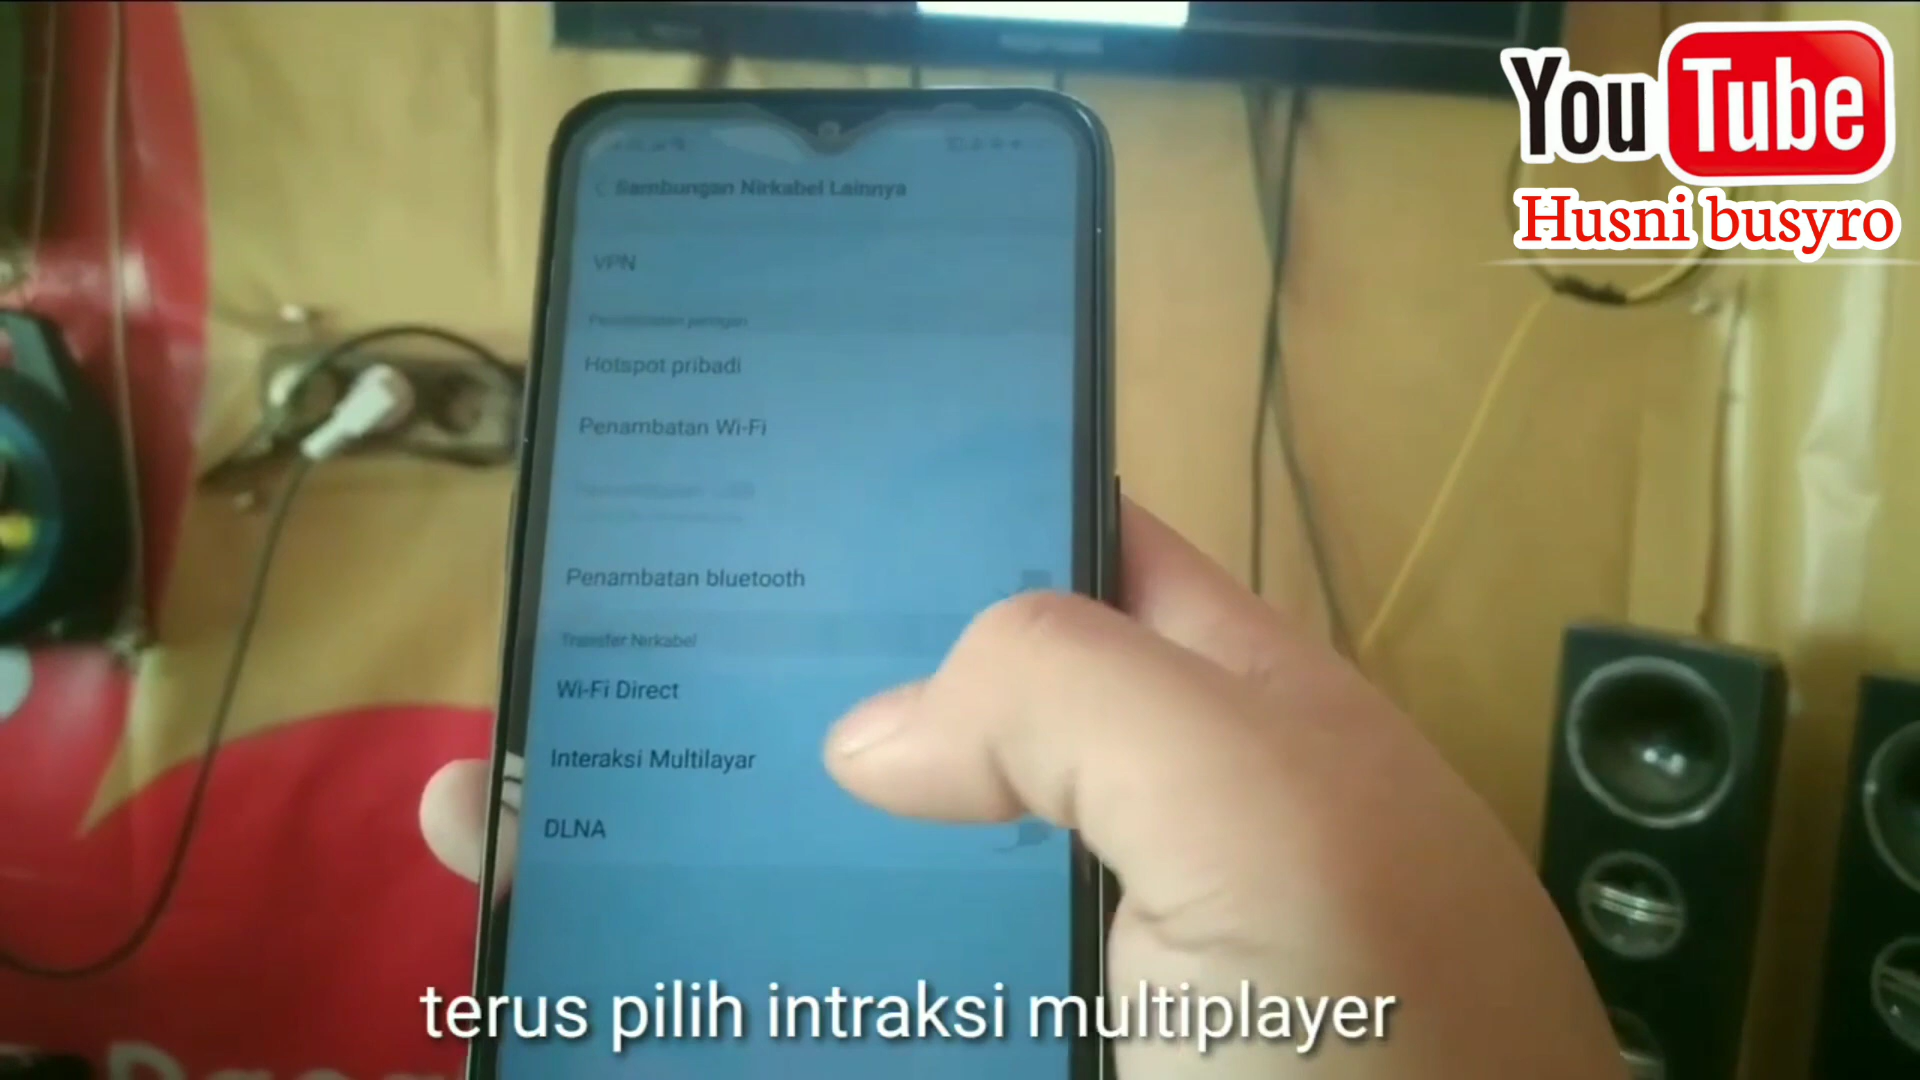 YouTube
Husni busyro
Sambungan Nirkabel Lainnya
VPN
Hotspot pribadi
Penambatan Wi-Fi
Penambatan bluetooth
Transfer Nirkabel
Wi-Fi Direct
Interaksi Multilayar
DLNA
terus pilih intraksi multiplayer